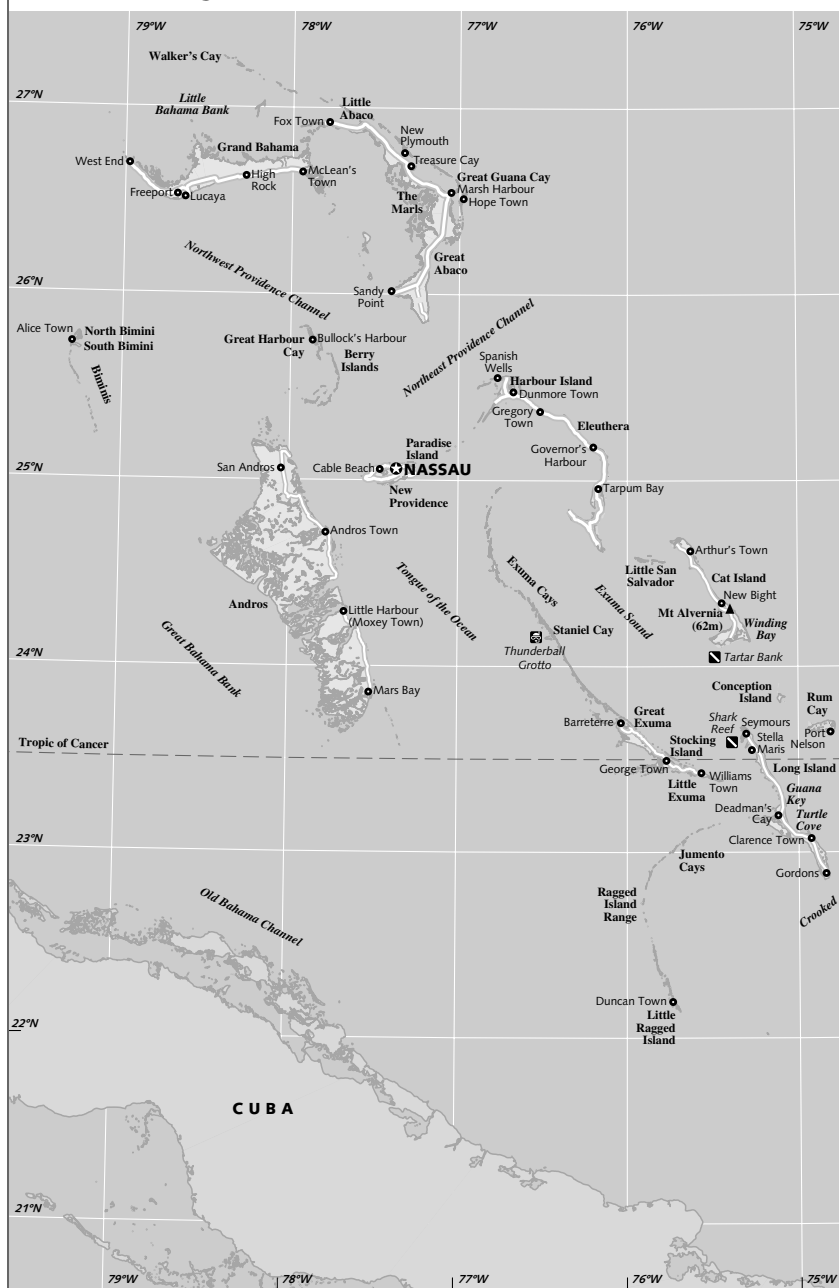 79°W
78°W
77°W
76°W
75°W
Walker's Cay
27°N
Little
Bahama Bank
Little
Abaco
Fox Town
New
Plymouth
Grand Bahama
Treasure Cay
West End
McLean's
Town
High
Rock
Great Guana Cay
Marsh Harbour
Hope Town
Freeport
Lucaya
The
Marls
Great
Abaco
Northwest Providence Channel
26°N
Sandy
Point
Alice Town
North Bimini
South Bimini
Biminis
Great Harbour
Cay
Bullock's Harbour
Berry
Islands
Northeast Providence Channel
Spanish
Wells
Harbour Island
Dunmore Town
Gregory
Town
Eleuthera
Governor's
Harbour
Paradise
Island
25°N
San Andros
Cable Beach
NASSAU
New
Providence
Tarpum Bay
Andros Town
Arthur's Town
Little San
Salvador
Cat Island
New Bight
Mt Alvernia
(62m)
Winding
Bay
Exuma Cays
Exuma Sound
Tongue of the Ocean
Andros
Little Harbour
(Moxey Town)
Great Bahama Bank
Staniel Cay
Thunderball
Grotto
Tartar Bank
24°N
Mars Bay
Conception
Island
Rum
Cay
Port
Nelson
Great
Exuma
Barreterre
Shark
Reef
Seymours
Stella
Maris
Stocking
Island
Tropic of Cancer
George Town
Long Island
Williams
Town
Little
Exuma
Guana
Key
Deadman's
Cay
Turtle
Cove
23°N
Clarence Town
Jumento
Cays
Gordons
Ragged
Island
Range
Crooked
Old Bahama Channel
Duncan Town
Little
Ragged
Island
22°N
CUBA
21°N
79°W
78°W
77°W
76°W
75°W